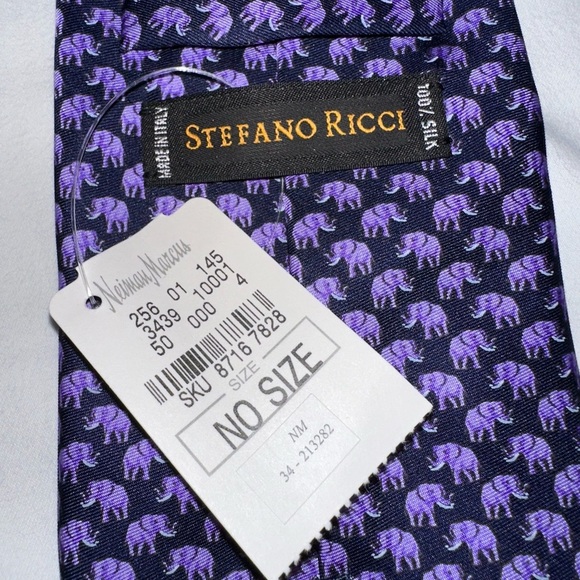 MADE IN ITALY
STEFANO RICCI
100% SILK
Neiman Marcus
256 01 145
3439 10001
50 000 4
SKU 8716 7828
SIZE
NO SIZE
NM
34 - 213282